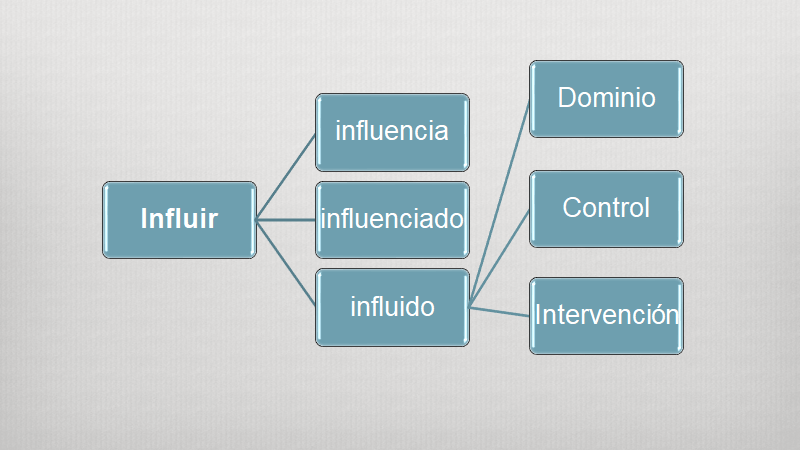 Influir
influencia
influenciado
influido
Dominio
Control
Intervención